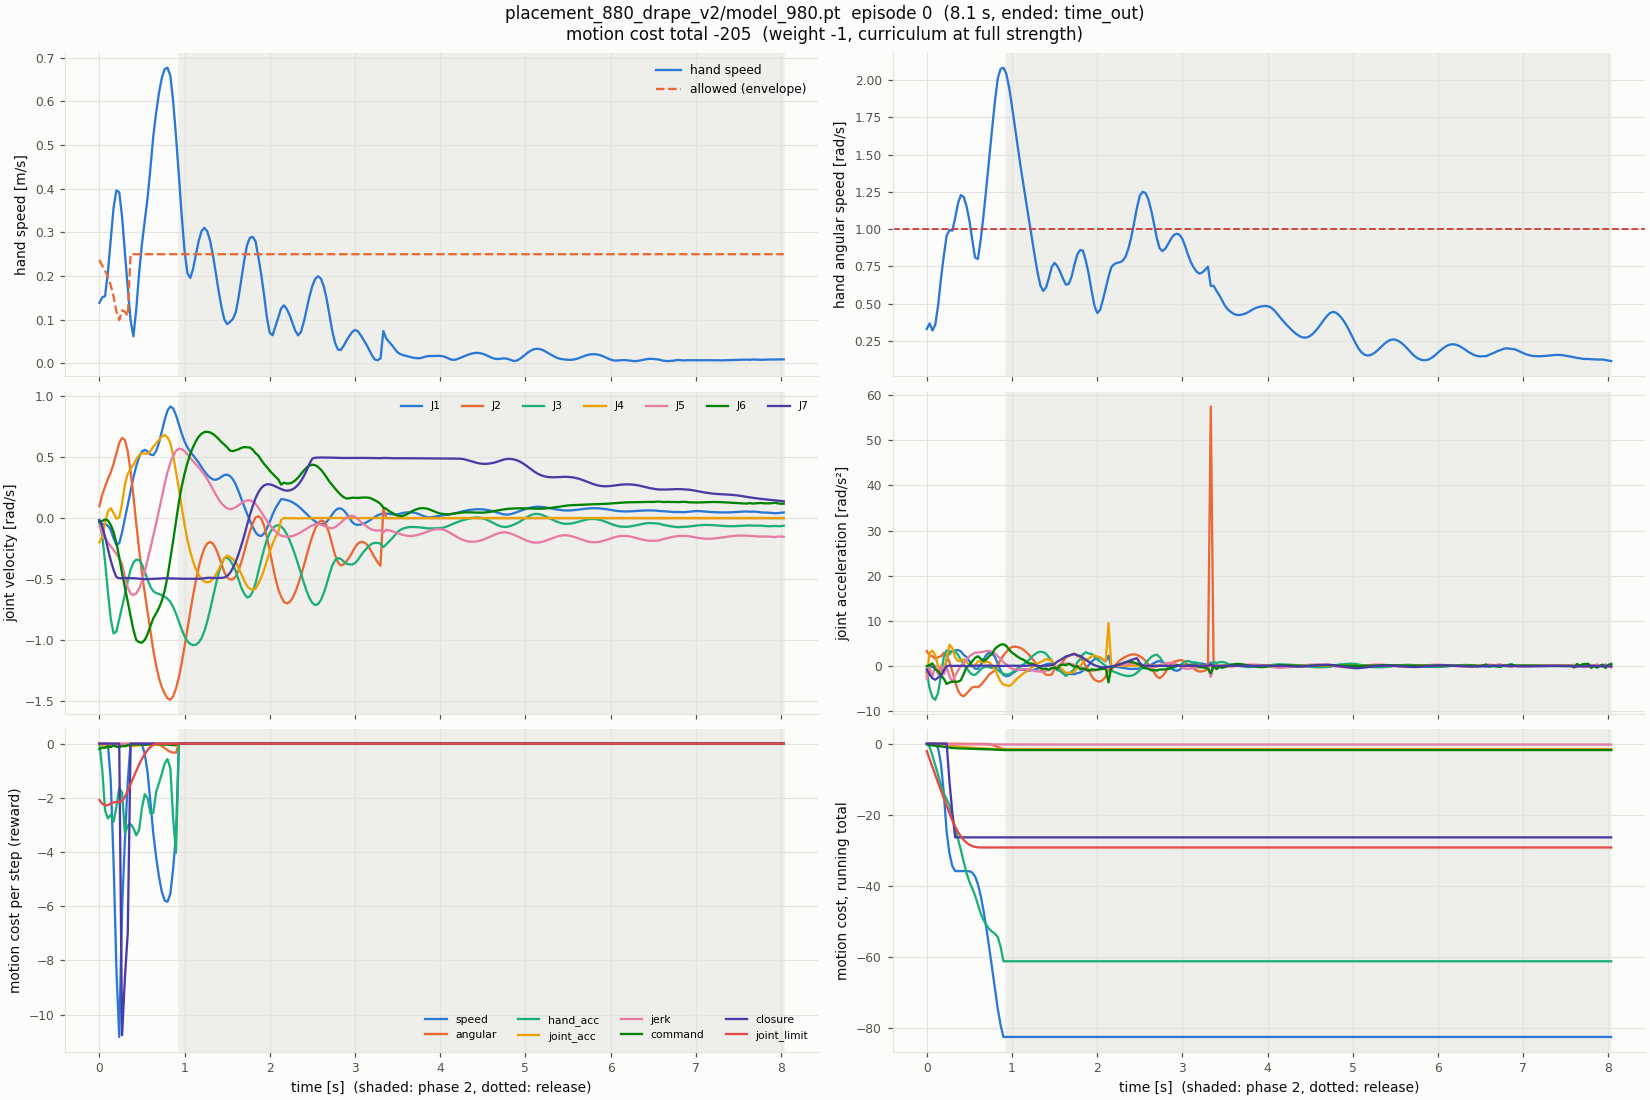 placement_880_drape_v2/model_980.pt  episode 0  (8.1 s, ended: time_out)
motion cost total -205  (weight -1, curriculum at full strength)
hand speed [m/s]
0.7
0.6
0.5
0.4
0.3
0.2
0.1
0.0
hand speed
allowed (envelope)
hand angular speed [rad/s]
2.00
1.75
1.50
1.25
1.00
0.75
0.50
0.25
joint velocity [rad/s]
1.0
0.5
0.0
−0.5
−1.0
−1.5
J1 J2 J3 J4 J5 J6 J7
joint acceleration [rad/s²]
60
50
40
30
20
10
0
−10
motion cost per step (reward)
0
−2
−4
−6
−8
−10
speed hand_acc jerk closure
angular joint_acc command joint_limit
0 1 2 3 4 5 6 7 8
time [s]  (shaded: phase 2, dotted: release)
motion cost, running total
0
−20
−40
−60
−80
0 1 2 3 4 5 6 7 8
time [s]  (shaded: phase 2, dotted: release)